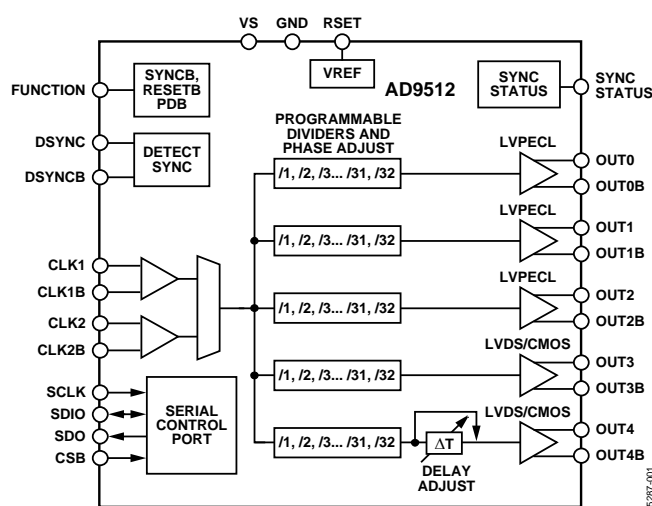 VS GND RSET
VREF
AD9512
FUNCTION
SYNCB,
RESETB
PDB
SYNC
STATUS
SYNC
STATUS
DSYNC
DSYNCB
DETECT
SYNC
PROGRAMMABLE
DIVIDERS AND
PHASE ADJUST
/1, /2, /3... /31, /32
LVPECL
OUT0
OUT0B
/1, /2, /3... /31, /32
LVPECL
OUT1
OUT1B
CLK1
CLK1B
CLK2
CLK2B
/1, /2, /3... /31, /32
LVPECL
OUT2
OUT2B
/1, /2, /3... /31, /32
LVDS/CMOS
OUT3
OUT3B
SCLK
SDIO
SDO
CSB
SERIAL
CONTROL
PORT
/1, /2, /3... /31, /32
ΔT
DELAY
ADJUST
LVDS/CMOS
OUT4
OUT4B
5287-001